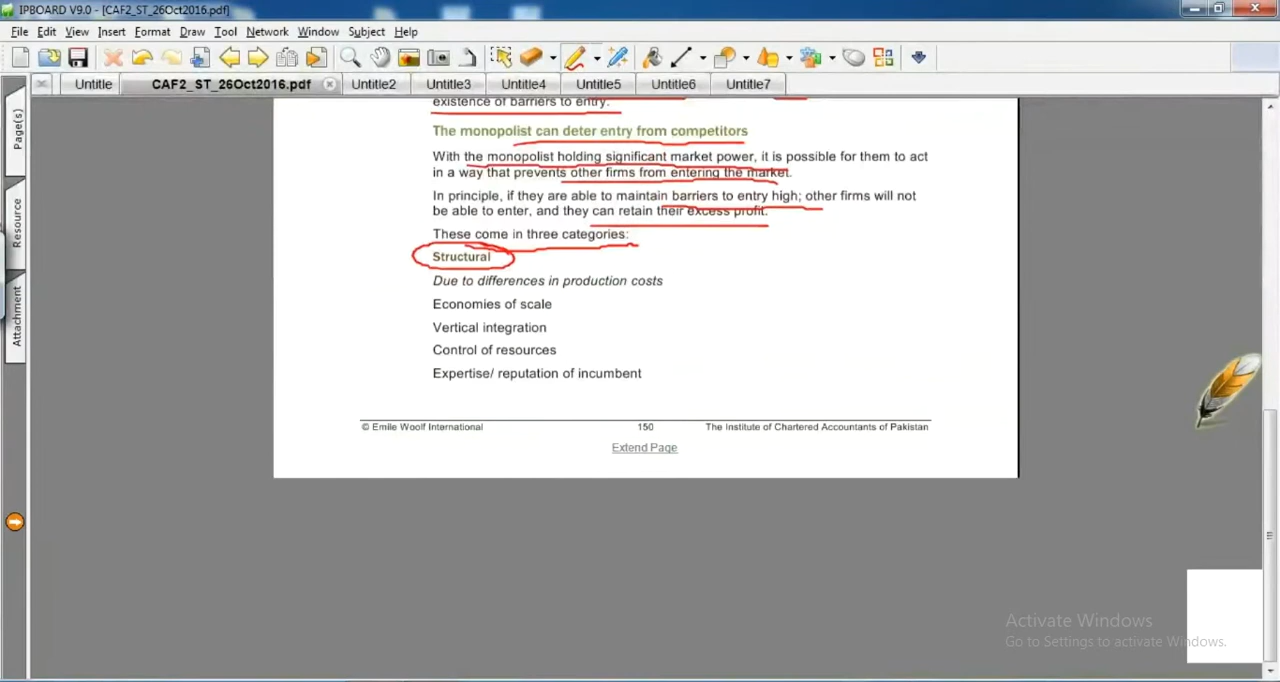 IPBOARD V9.0 - [CAF2_ST_26Oct2016.pdf]
File Edit View Insert Format Draw Tool Network Window Subject Help
Untitle CAF2_ST_26Oct2016.pdf Untitle2 Untitle3 Untitle4 Untitle5 Untitle6 Untitle7
Page(s)
Resource
Attachment
existence of barriers to entry.
The monopolist can deter entry from competitors
With the monopolist holding significant market power, it is possible for them to act
in a way that prevents other firms from entering the market.
In principle, if they are able to maintain barriers to entry high; other firms will not
be able to enter, and they can retain their excess profit.
These come in three categories:
Structural
Due to differences in production costs
Economies of scale
Vertical integration
Control of resources
Expertise/ reputation of incumbent
© Emile Woolf International 150 The Institute of Chartered Accountants of Pakistan
Extend Page
Activate Windows
Go to Settings to activate Windows.